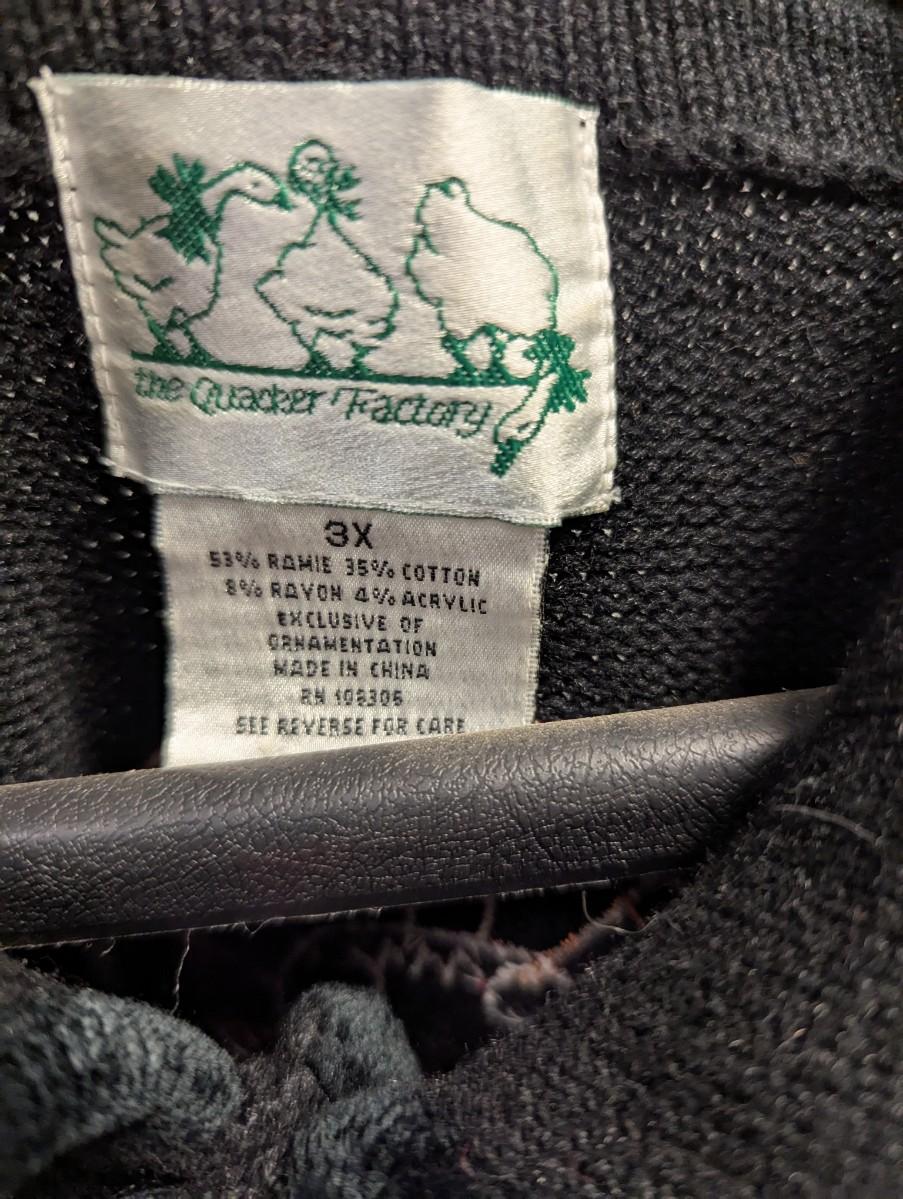 the Quacker Factory
3X
53% RAMIE 35% COTTON
8% RAYON 4% ACRYLIC
EXCLUSIVE OF
ORNAMENTATION
MADE IN CHINA
RN 108306
SEE REVERSE FOR CARE